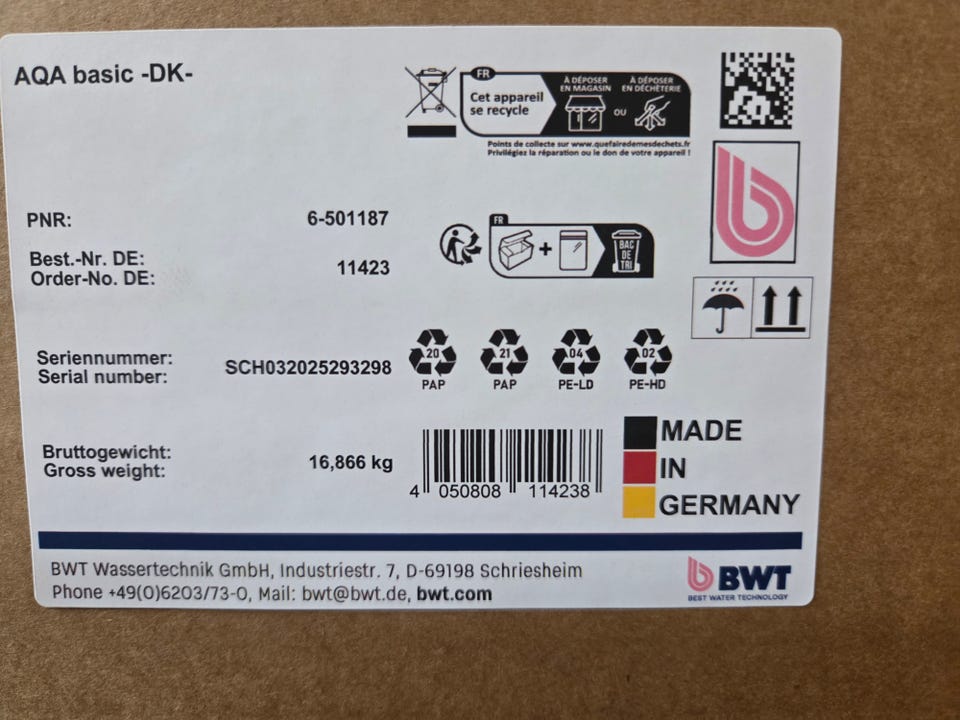 AQA basic -DK-
FR
Cet appareil
se recycle
À DÉPOSER
EN MAGASIN
OU
À DÉPOSER
EN DÉCHÈTERIE
Points de collecte sur www.quefairedemesdechets.fr
Privilégiez la réparation ou le don de votre appareil !
PNR: 6-501187
FR
+
BAC
DE
TRI
Best.-Nr. DE:
Order-No. DE: 11423
Seriennummer:
Serial number: SCH032025293298
20 21 04 02
PAP PAP PE-LD PE-HD
Bruttogewicht:
Gross weight: 16,866 kg
4 050808 114238
MADE
IN
GERMANY
BWT Wassertechnik GmbH, Industriestr. 7, D-69198 Schriesheim
Phone +49(0)6203/73-0, Mail: bwt@bwt.de, bwt.com
BWT
BEST WATER TECHNOLOGY